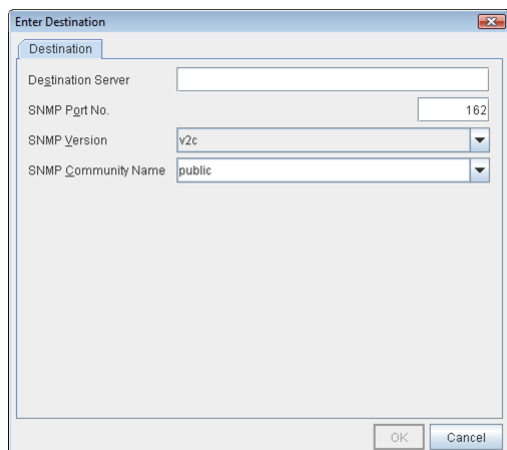 Enter Destination
Destination
Destination Server
SNMP Port No. 162
SNMP Version v2c
SNMP Community Name public
OK Cancel